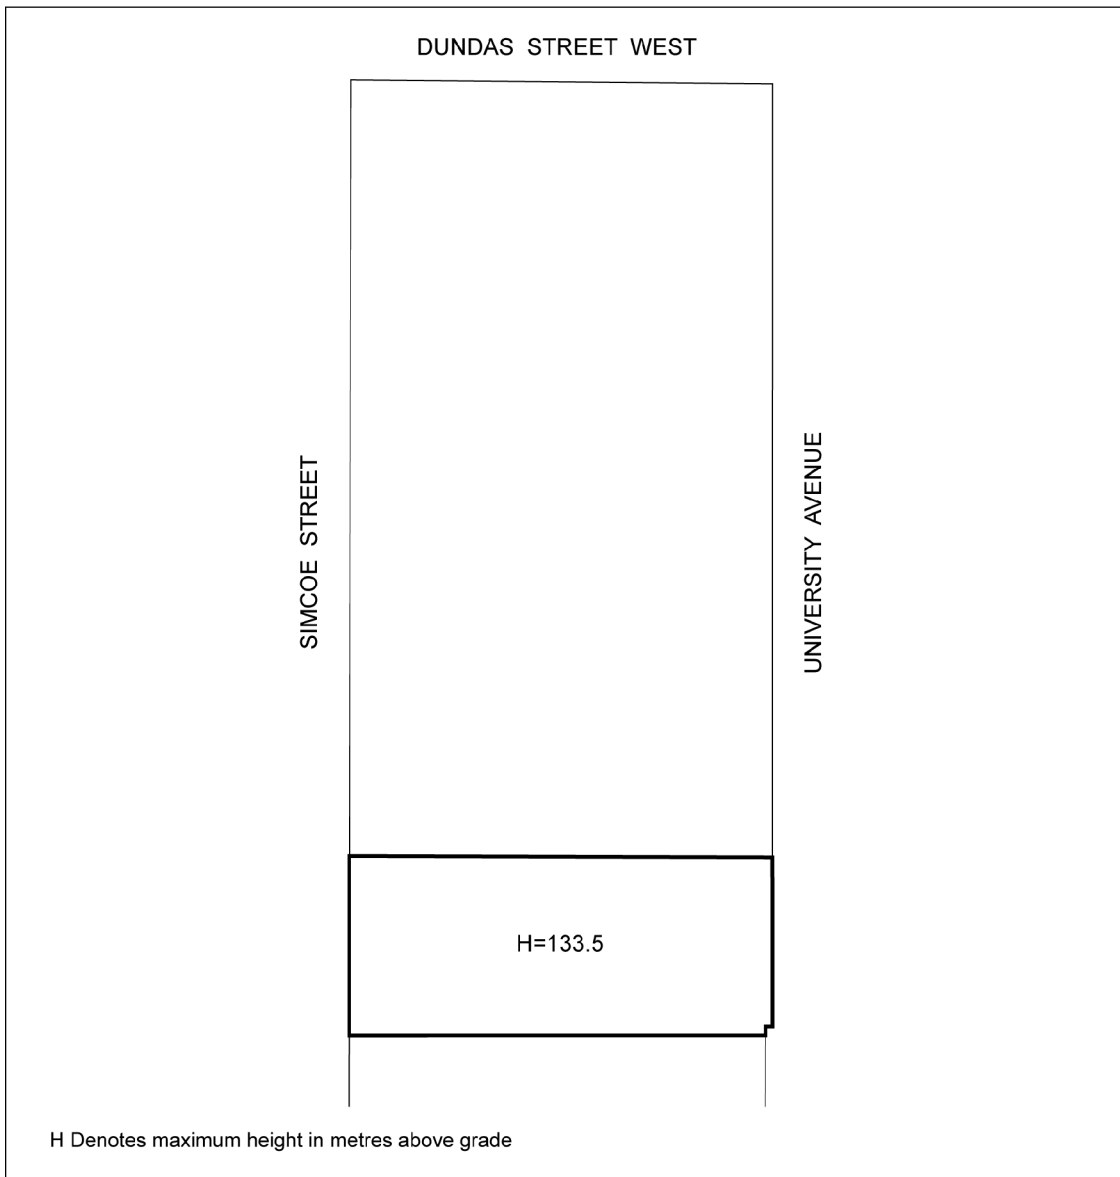 DUNDAS STREET WEST
SIMCOE STREET
UNIVERSITY AVENUE
H=133.5
H Denotes maximum height in metres above grade